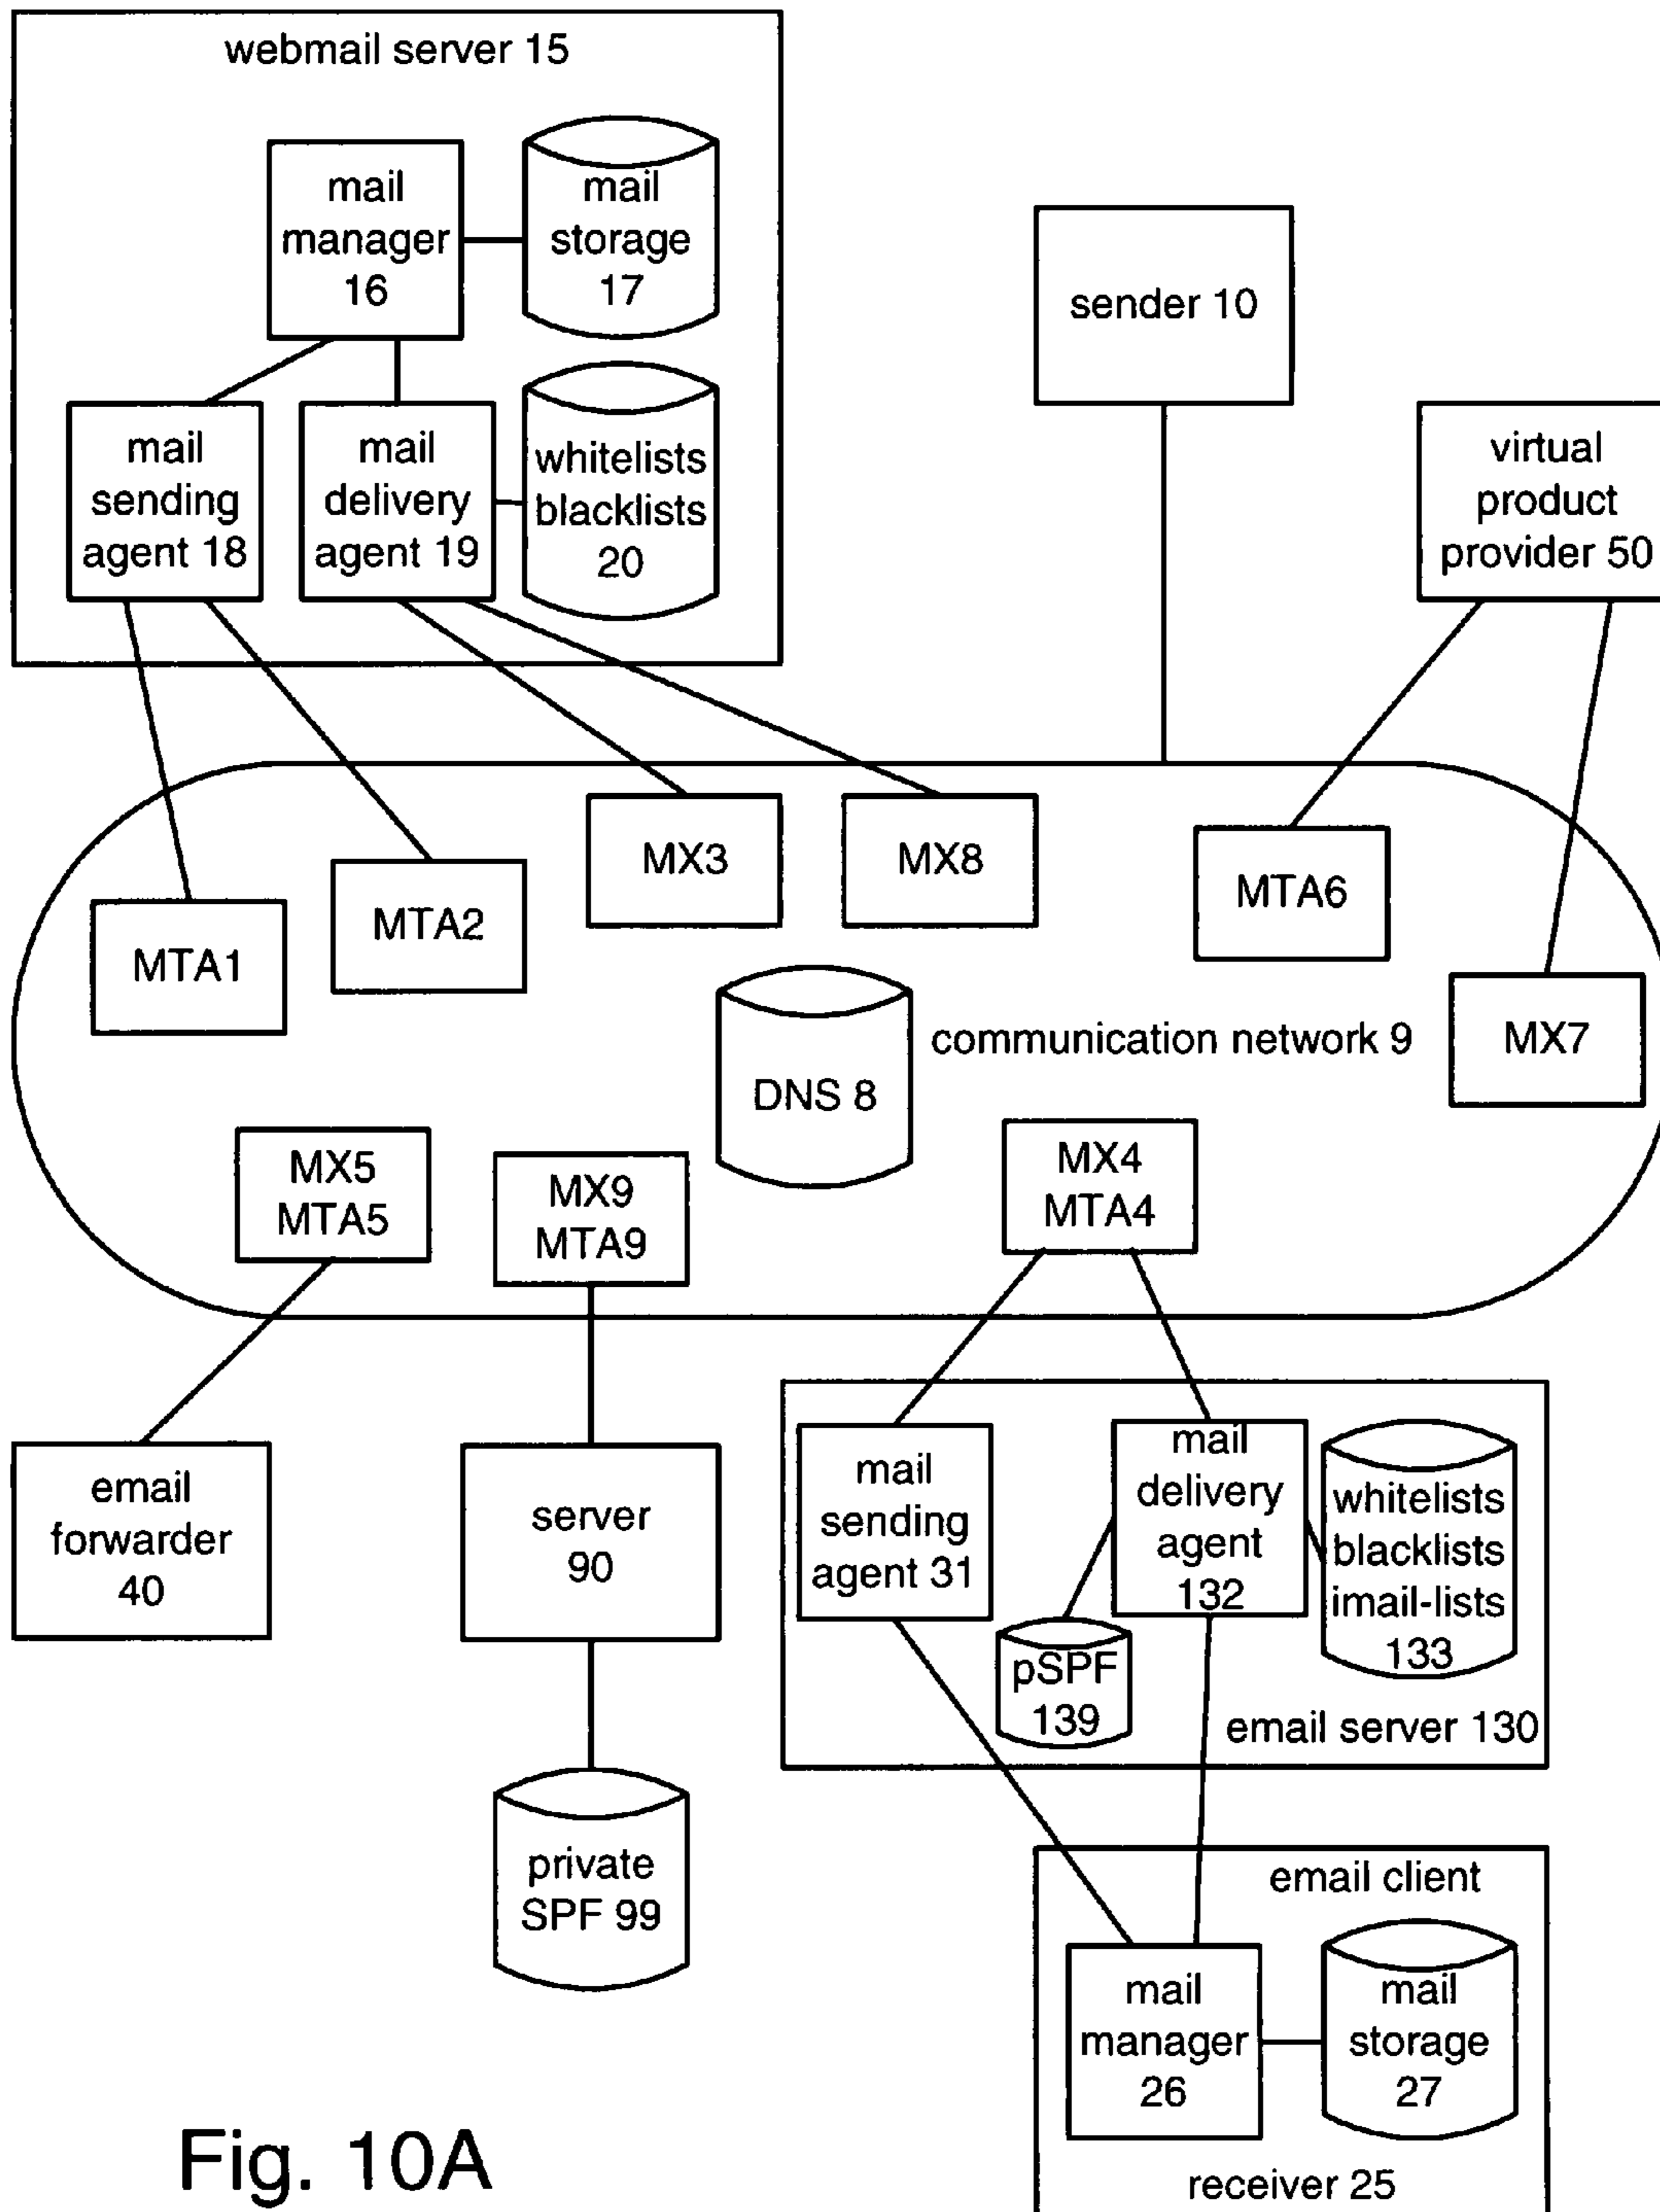 webmail server 15
mail
manager
16
mail
storage
17
sender 10
mail
sending
agent 18
mail
delivery
agent 19
whitelists
blacklists
20
virtual
product
provider 50
MX3
MX8
MTA6
MTA2
MTA1
communication network 9
MX7
DNS 8
MX5
MTA5
MX9
MTA9
MX4
MTA4
email
forwarder
40
server
90
mail
sending
agent 31
mail
delivery
agent
132
whitelists
blacklists
imail-lists
133
pSPF
139
email server 130
private
SPF 99
email client
mail
manager
26
mail
storage
27
receiver 25
Fig. 10A